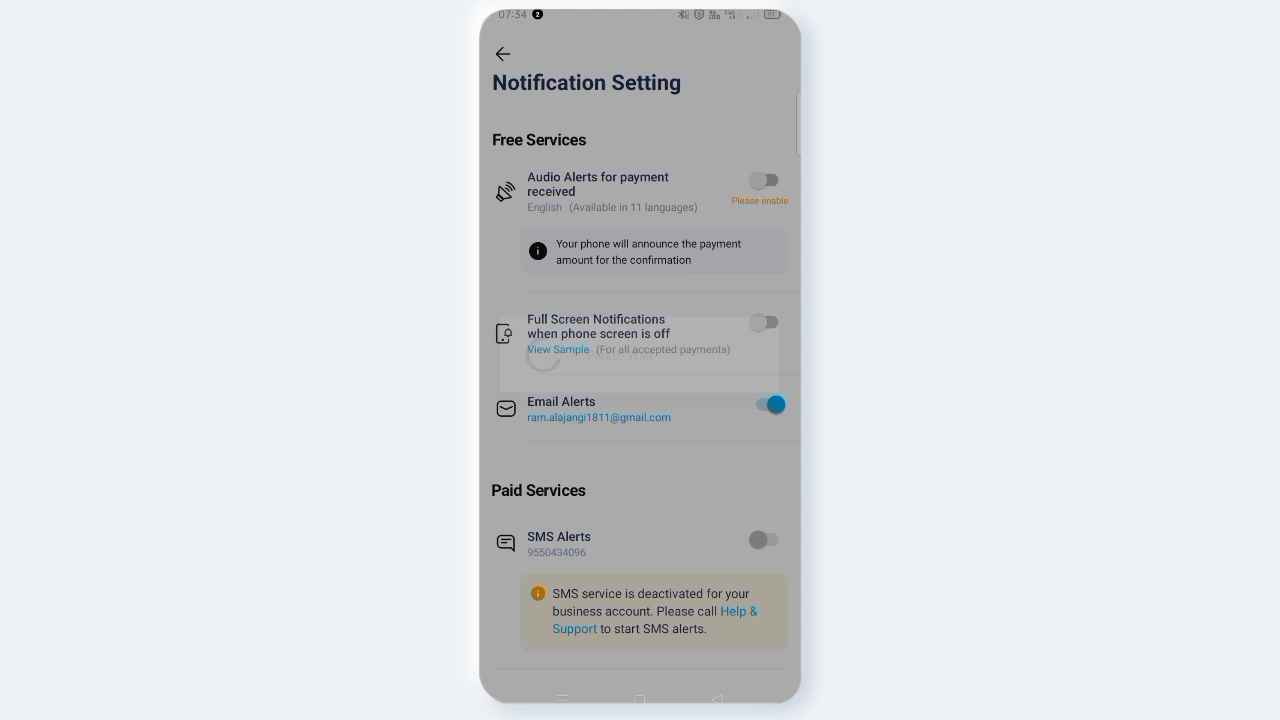 07:34 2
Notification Setting
Free Services
Audio Alerts for payment
received
English (Available in 11 languages)
Please enable
Your phone will announce the payment
amount for the confirmation
Full Screen Notifications
when phone screen is off
View Sample (For all accepted payments)
Email Alerts
ram.alajangi1811@gmail.com
Paid Services
SMS Alerts
9550434096
SMS service is deactivated for your
business account. Please call Help &
Support to start SMS alerts.